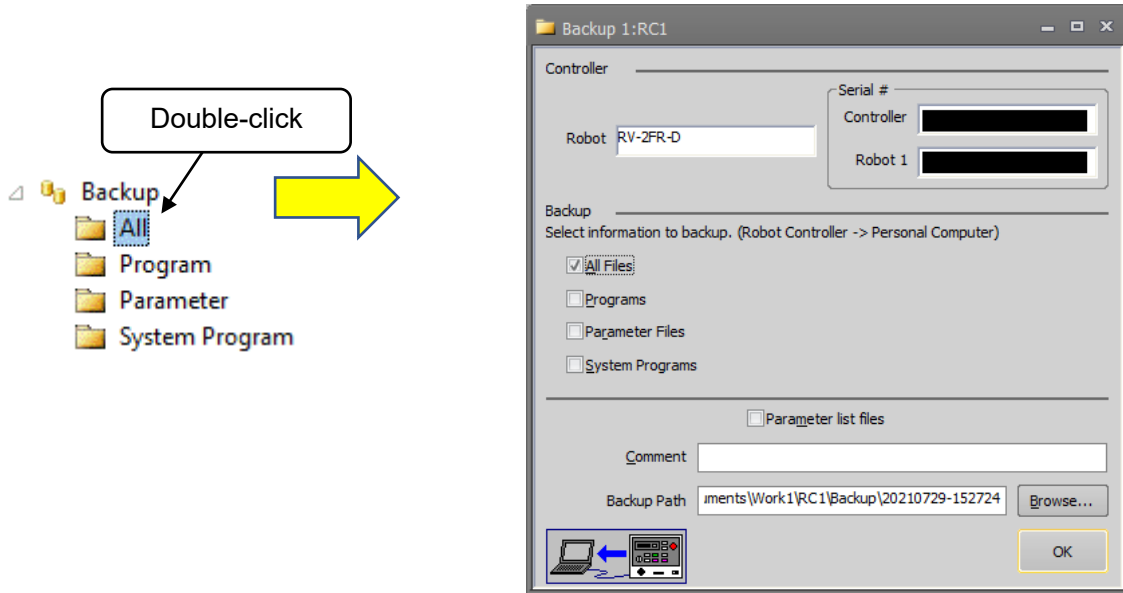 Double-click
Backup
All
Program
Parameter
System Program
Backup 1:RC1
Controller
Serial #
Controller
Robot RV-2FR-D
Robot 1
Backup
Select information to backup. (Robot Controller -> Personal Computer)
All Files
Programs
Parameter Files
System Programs
Parameter list files
Comment
Backup Path uments\Work1\RC1\Backup\20210729-152724 Browse...
OK